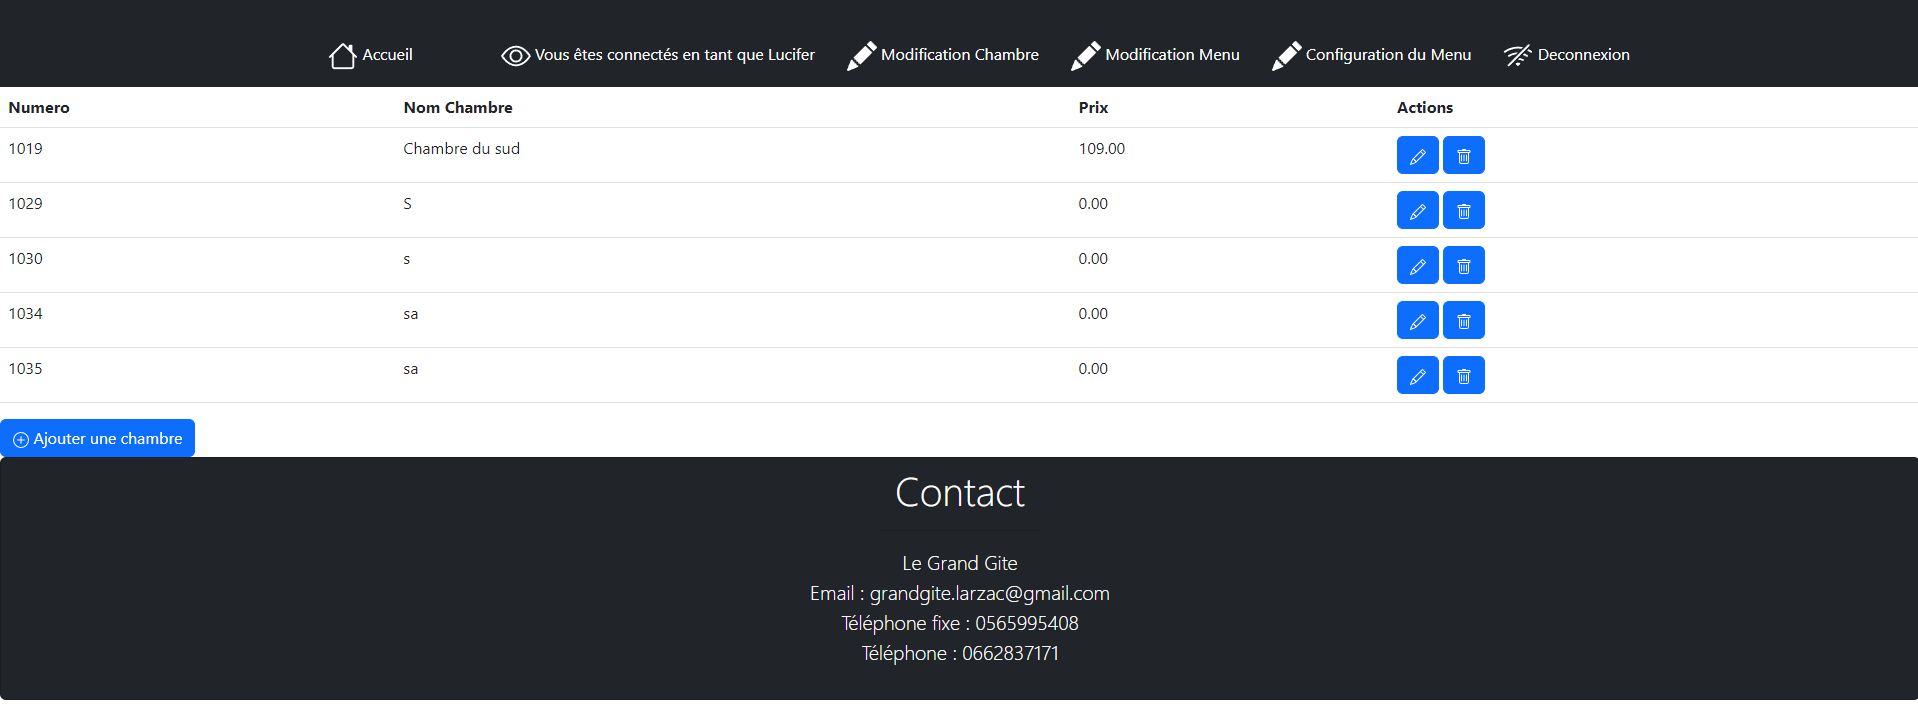 Accueil Vous êtes connectés en tant que Lucifer Modification Chambre Modification Menu Configuration du Menu Deconnexion
Numero Nom Chambre Prix Actions
1019 Chambre du sud 109.00
1029 S 0.00
1030 s 0.00
1034 sa 0.00
1035 sa 0.00
Ajouter une chambre
Contact
Le Grand Gite
Email : grandgite.larzac@gmail.com
Téléphone fixe : 0565995408
Téléphone : 0662837171